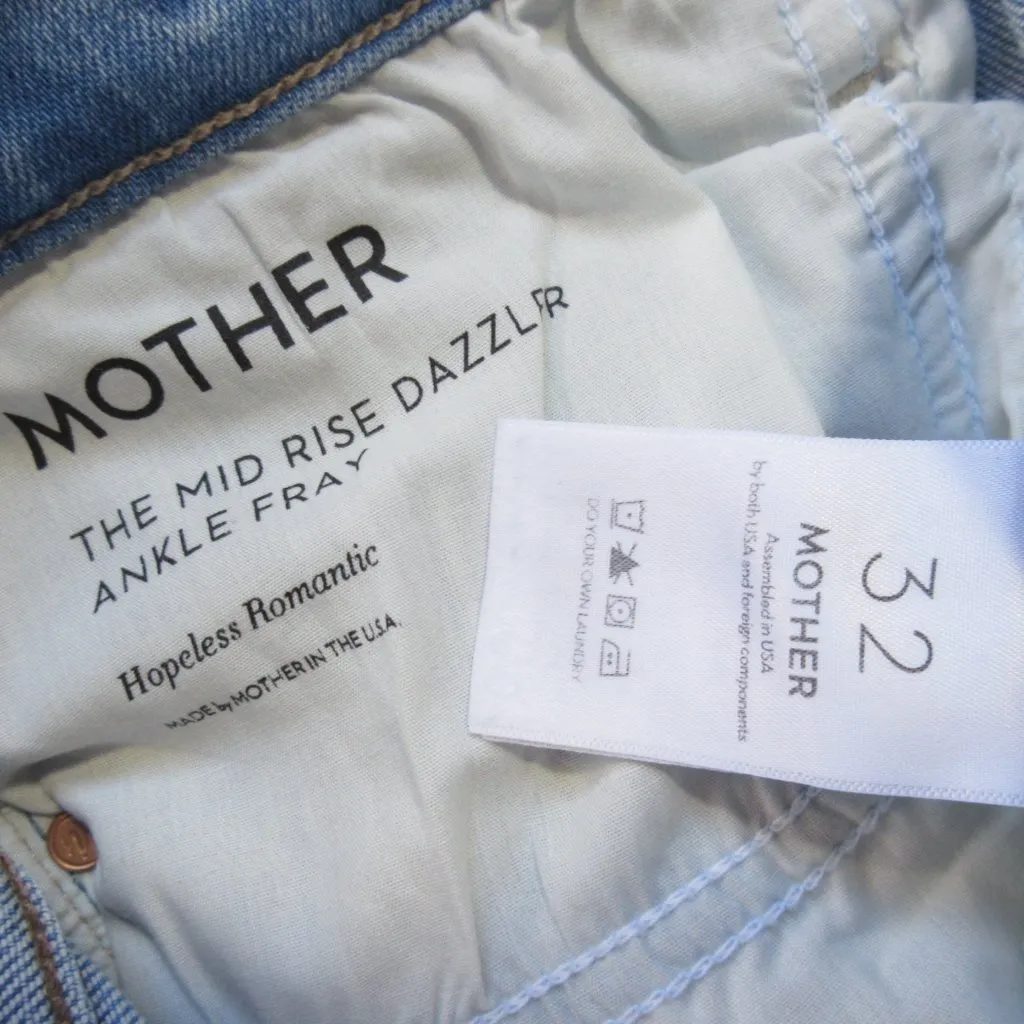 MOTHER
THE MID RISE DAZZLER
ANKLE FRAY
Hopeless Romantic
MADE by MOTHER IN THE U.S.A.
32
MOTHER
Assembled in USA
by both USA and foreign components
DO YOUR OWN LAUNDRY